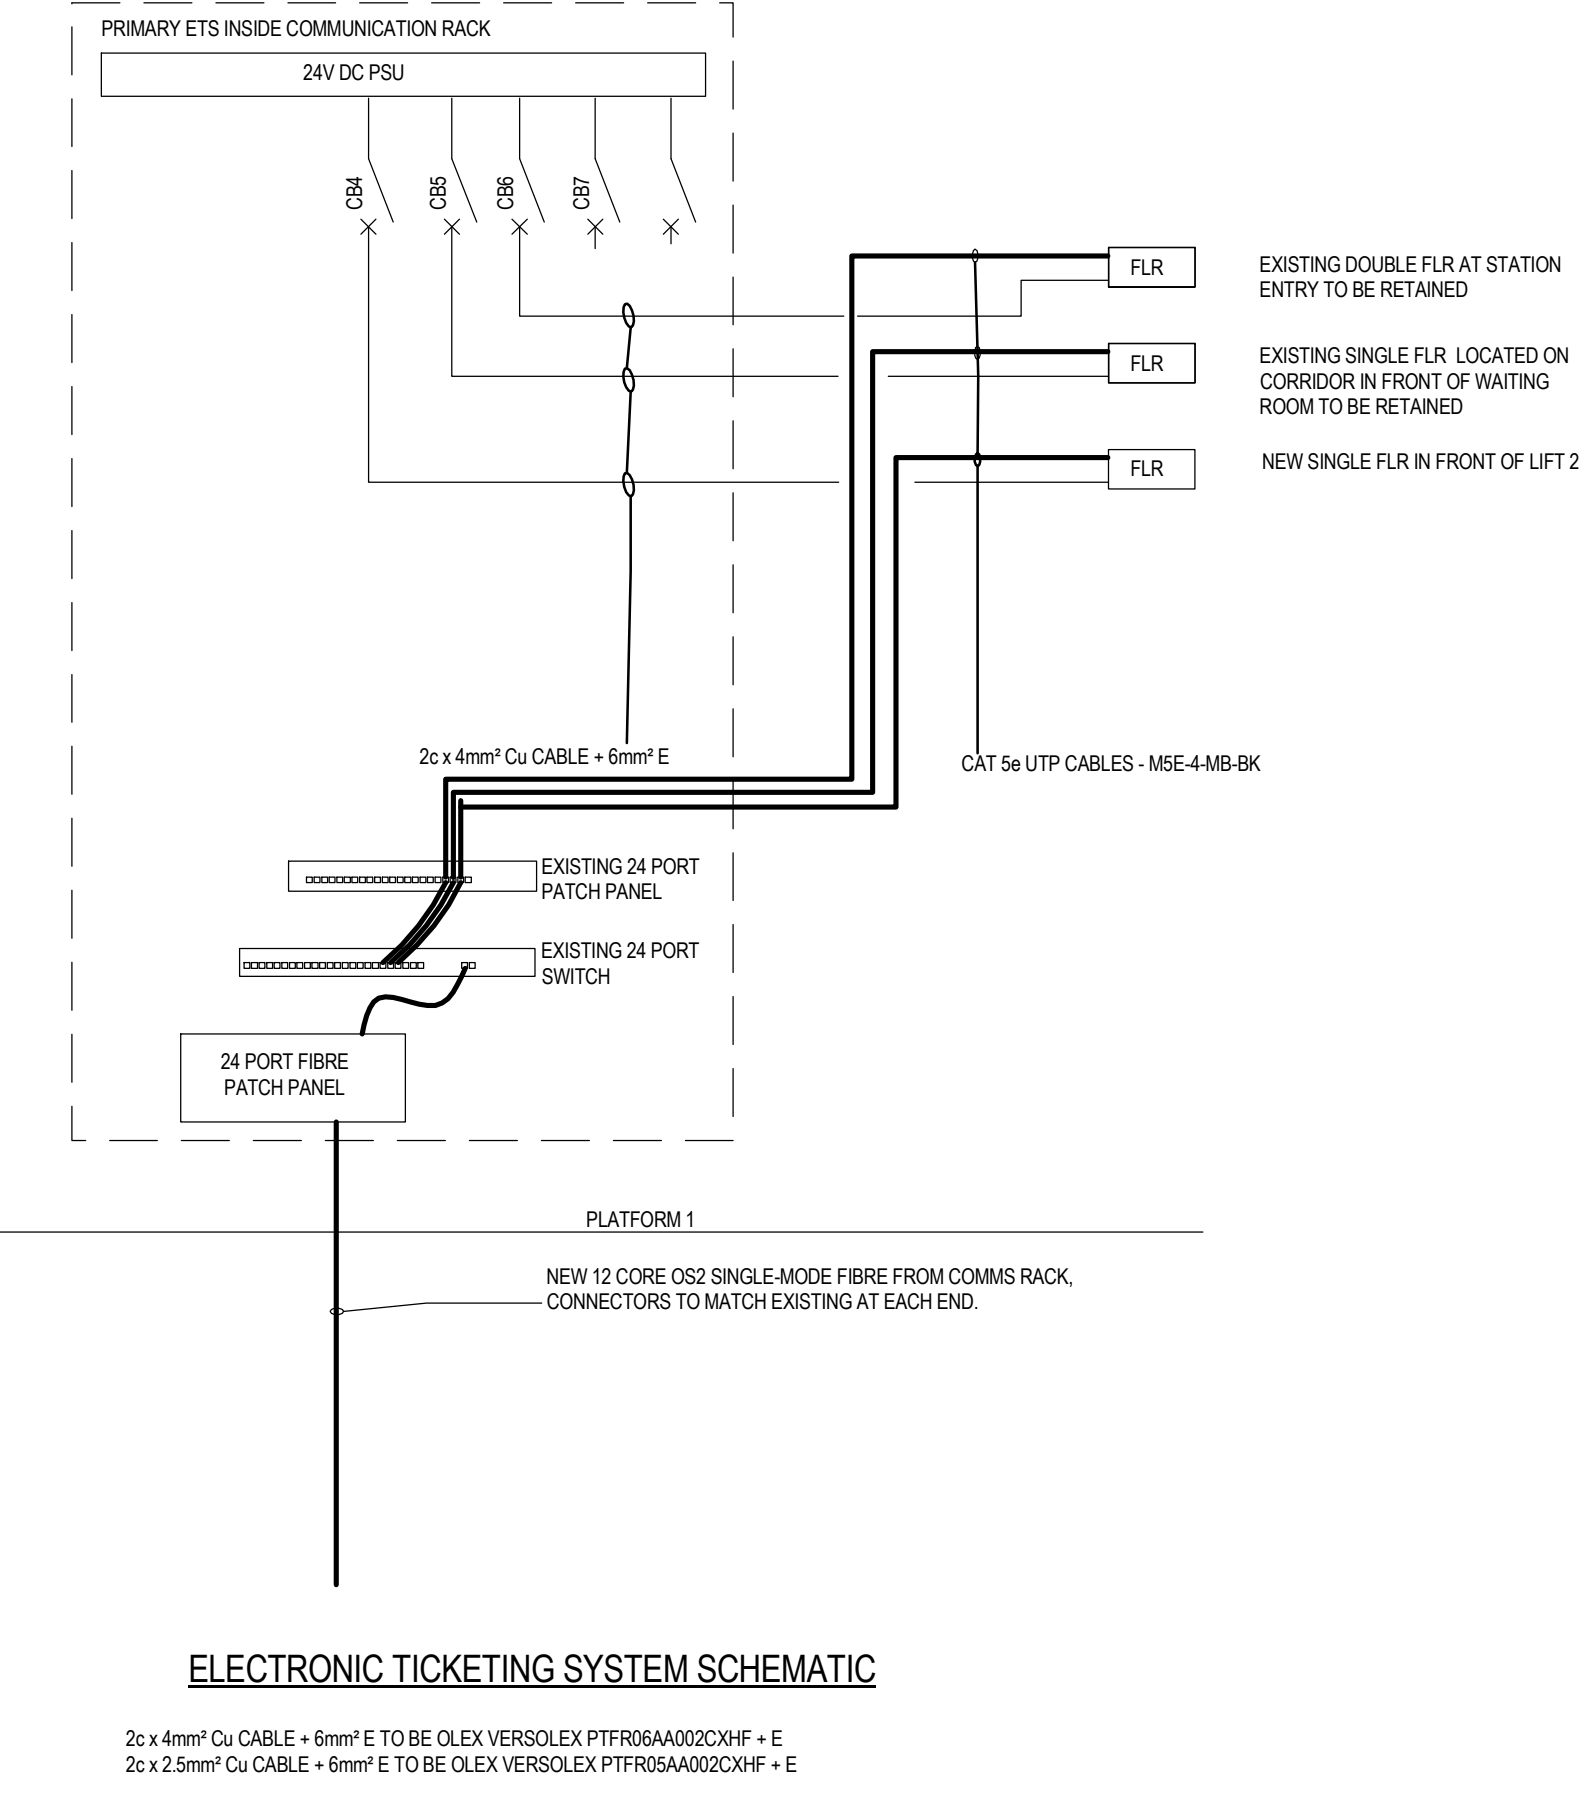 PRIMARY ETS INSIDE COMMUNICATION RACK
24V DC PSU
CB4
CB5
CB6
CB7
FLR
EXISTING DOUBLE FLR AT STATION
ENTRY TO BE RETAINED
FLR
EXISTING SINGLE FLR LOCATED ON
CORRIDOR IN FRONT OF WAITING
ROOM TO BE RETAINED
FLR
NEW SINGLE FLR IN FRONT OF LIFT 2
2c x 4mm² Cu CABLE + 6mm² E
CAT 5e UTP CABLES - M5E-4-MB-BK
EXISTING 24 PORT
PATCH PANEL
EXISTING 24 PORT
SWITCH
24 PORT FIBRE
PATCH PANEL
PLATFORM 1
NEW 12 CORE OS2 SINGLE-MODE FIBRE FROM COMMS RACK,
CONNECTORS TO MATCH EXISTING AT EACH END.
ELECTRONIC TICKETING SYSTEM SCHEMATIC
2c x 4mm² Cu CABLE + 6mm² E TO BE OLEX VERSOLEX PTFR06AA002CXHF + E
2c x 2.5mm² Cu CABLE + 6mm² E TO BE OLEX VERSOLEX PTFR05AA002CXHF + E